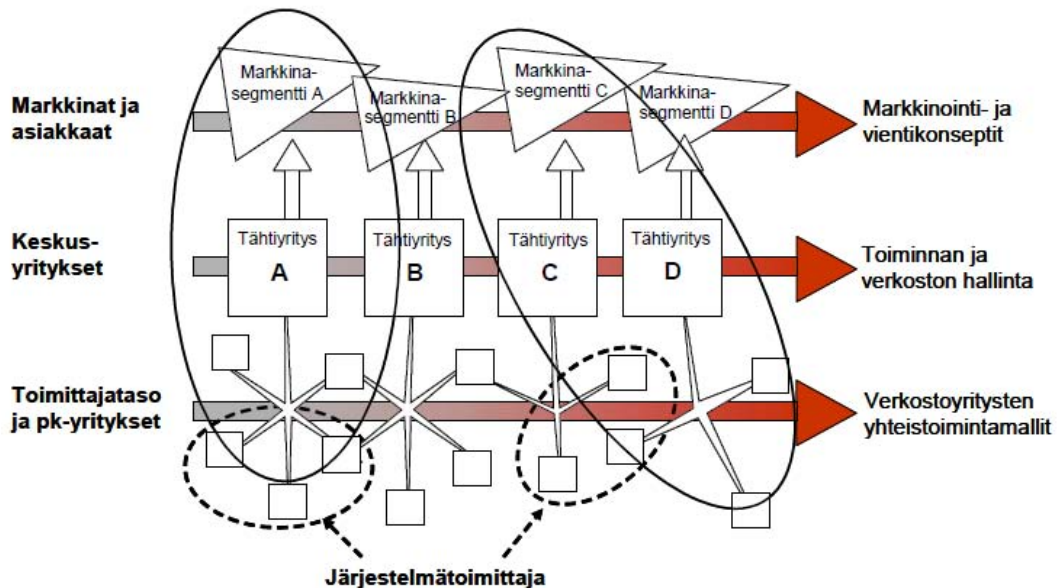 Markkina-
segmentti A
Markkina-
segmentti B
Markkina-
segmentti C
Markkina-
segmentti D
Markkinat ja
asiakkaat
Markkinointi- ja
vientikonseptit
Keskus-
yritykset
Tähtiyritys
A
Tähtiyritys
B
Tähtiyritys
C
Tähtiyritys
D
Toiminnan ja
verkoston hallinta
Toimittajataso
ja pk-yritykset
Verkostoyritysten
yhteistoimintamallit
Järjestelmätoimittaja